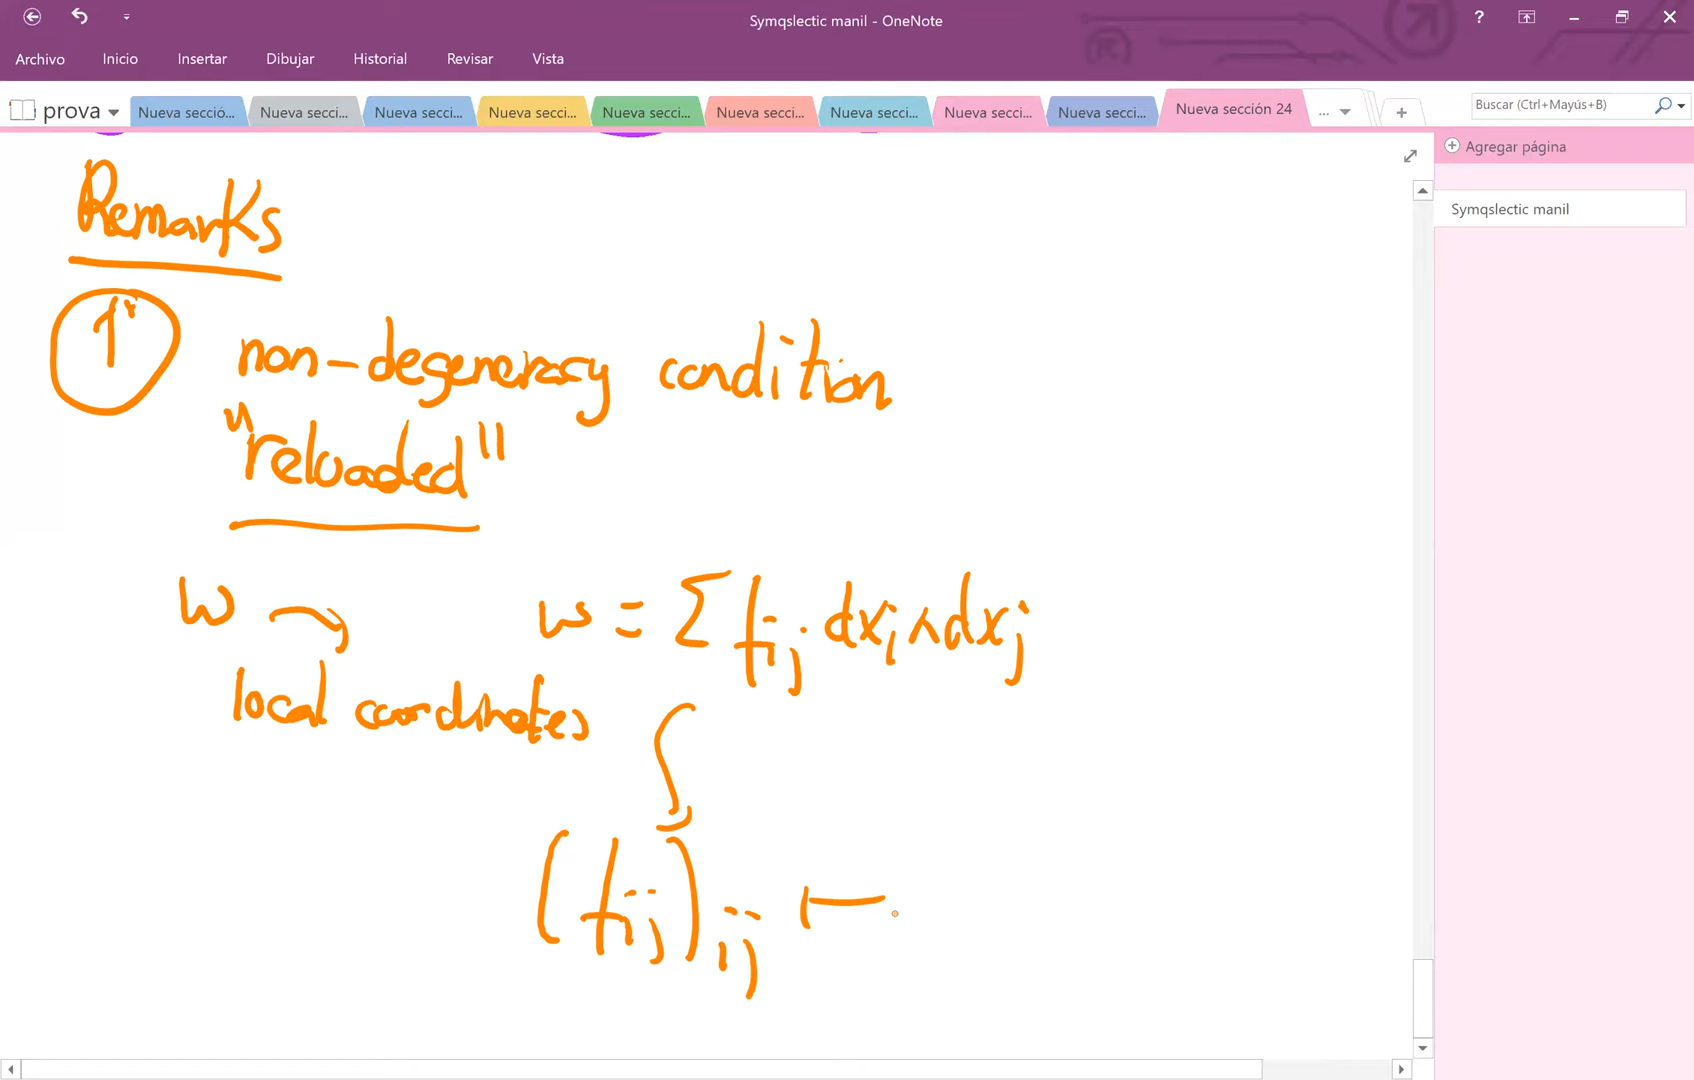 Symqslectic manil - OneNote
?
Archivo Inicio Insertar Dibujar Historial Revisar Vista
prova Nueva secció... Nueva secci... Nueva secci... Nueva secci... Nueva secci... Nueva secci... Nueva secci... Nueva secci... Nueva secci... Nueva sección 24 ... + Buscar (Ctrl+Mayús+B)
Agregar página
Symqslectic manil
Remarks
1
non-degeneracy condition
"reloaded"
w ⤳ w = Σ fij · dxi ∧ dxj
local coordinates
(fij)ij